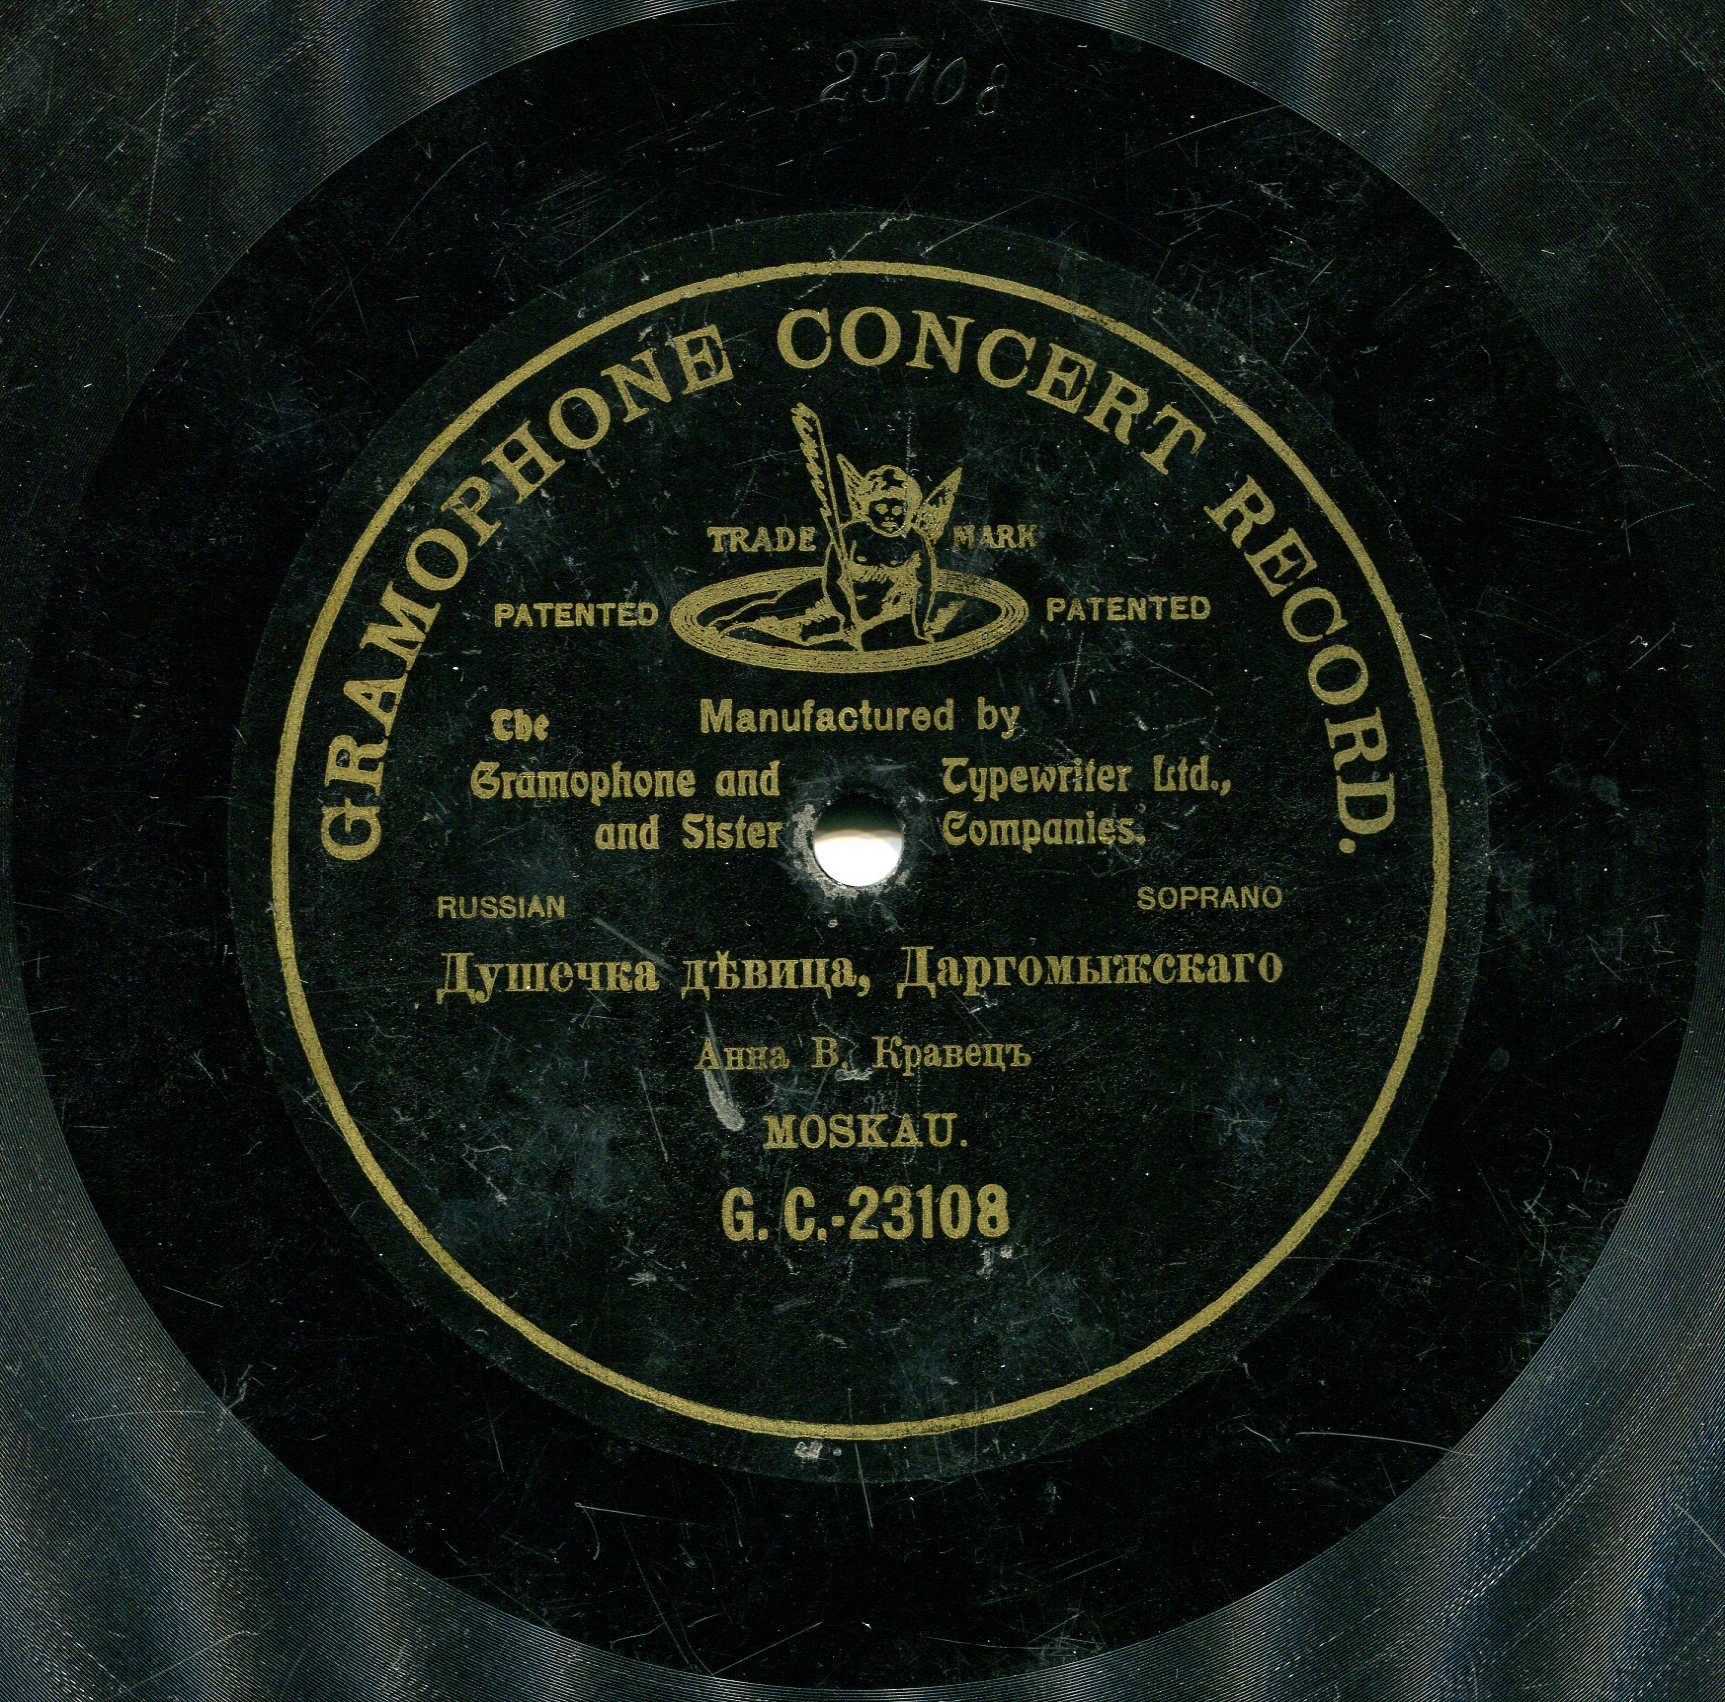 23108
GRAMOPHONE CONCERT RECORD.
TRADE MARK
PATENTED PATENTED
Manufactured by
The
Gramophone and Typewriter Ltd.,
and Sister Companies.
RUSSIAN SOPRANO
Душечка дѣвица, Даргомыжскаго
Анна В. Кравецъ
MOSKAU.
G. C.-23108